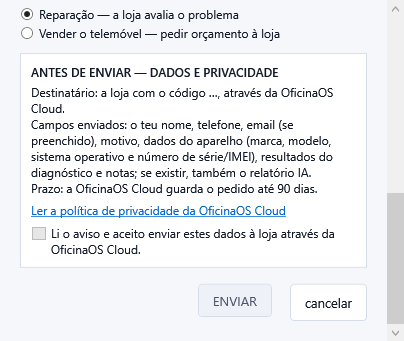 Reparação — a loja avalia o problema
Vender o telemóvel — pedir orçamento à loja
ANTES DE ENVIAR — DADOS E PRIVACIDADE
Destinatário: a loja com o código ..., através da OficinaOS
Cloud.
Campos enviados: o teu nome, telefone, email (se
preenchido), motivo, dados do aparelho (marca, modelo,
sistema operativo e número de série/IMEI), resultados do
diagnóstico e notas; se existir, também o relatório IA.
Prazo: a OficinaOS Cloud guarda o pedido até 90 dias.
Ler a política de privacidade da OficinaOS Cloud
Li o aviso e aceito enviar estes dados à loja através da
OficinaOS Cloud.
ENVIAR
cancelar